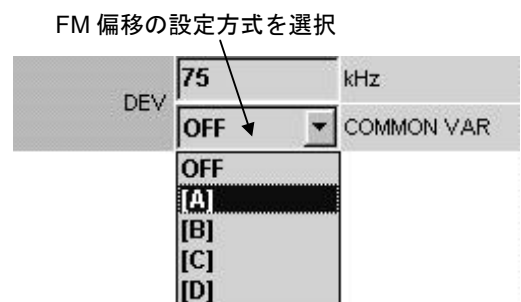 FM 偏移の設定方式を選択
DEV
75 kHz
OFF COMMON VAR
OFF
[A]
[B]
[C]
[D]